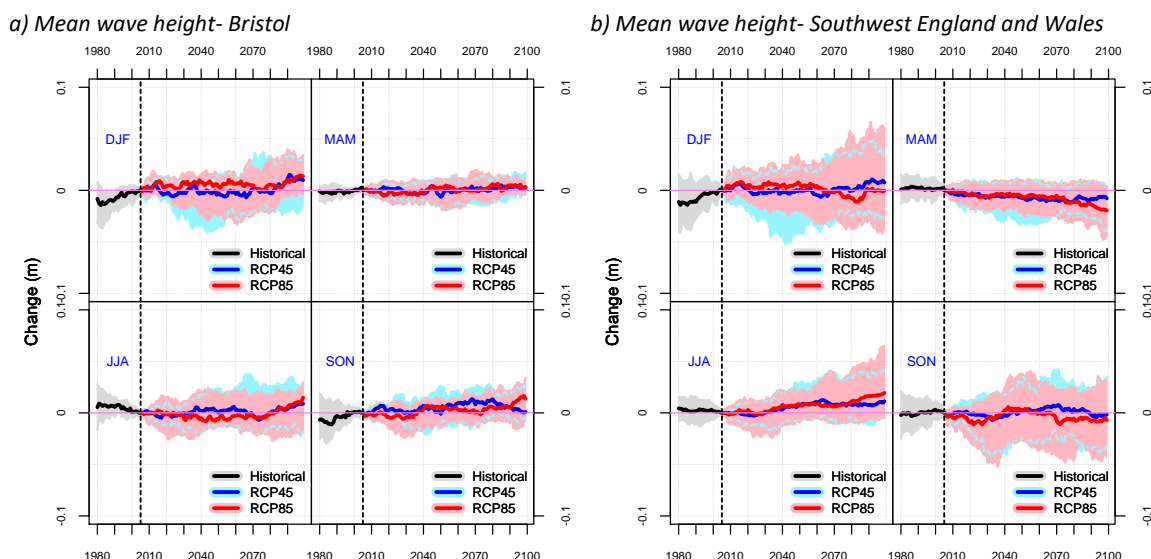 a) Mean wave height- Bristol
b) Mean wave height- Southwest England and Wales
1980 2010 2040 2070 1980 2010 2040 2070 2100
1980 2010 2040 2070 1980 2010 2040 2070 2100
0.1 0.1 0.1 0.1
DJF MAM DJF MAM
0 0 0 0
Historical Historical Historical Historical
RCP45 RCP45 RCP45 RCP45
RCP85 RCP85 RCP85 RCP85
Change (m) Change (m)
0.1 -0.1 0.1 -0.1
0.1 -0.1 0.1 -0.1
JJA SON JJA SON
0 0 0 0
Historical Historical Historical Historical
RCP45 RCP45 RCP45 RCP45
RCP85 RCP85 RCP85 RCP85
-0.1 -0.1 -0.1 -0.1
1980 2010 2040 2070 1980 2010 2040 2070 2100
1980 2010 2040 2070 1980 2010 2040 2070 2100